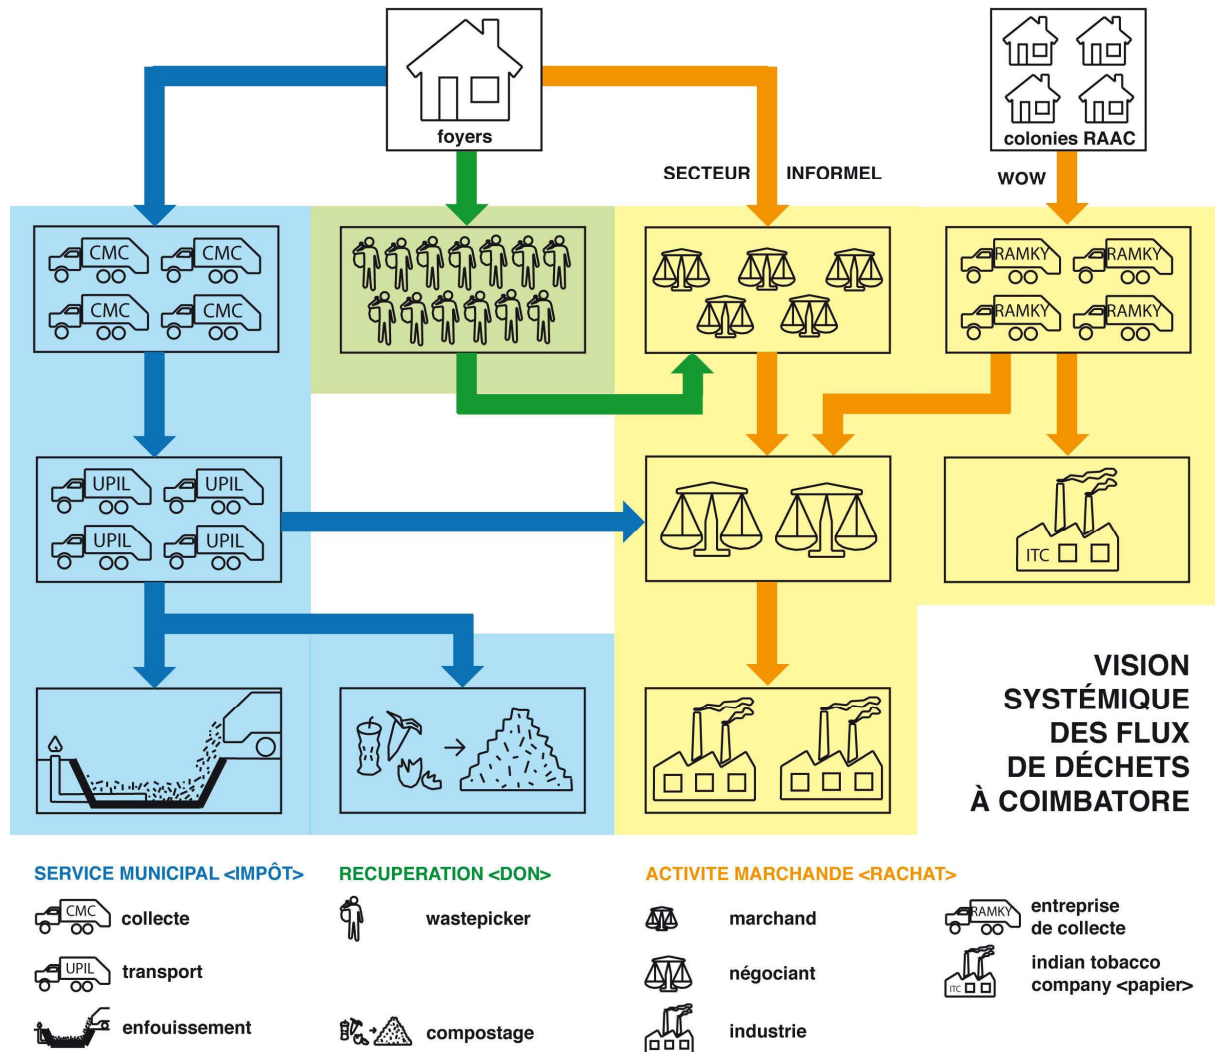 foyers
colonies RAAC
SECTEUR INFORMEL
WOW
CMC CMC
CMC CMC
RAMKY RAMKY
RAMKY RAMKY
UPIL UPIL
UPIL UPIL
ITC
VISION
SYSTÉMIQUE
DES FLUX
DE DÉCHETS
À COIMBATORE
SERVICE MUNICIPAL <IMPÔT>
CMC collecte
UPIL transport
enfouissement
RECUPERATION <DON>
wastepicker
compostage
ACTIVITE MARCHANDE <RACHAT>
marchand
négociant
industrie
RAMKY entreprise
de collecte
indian tobacco
ITC company <papier>